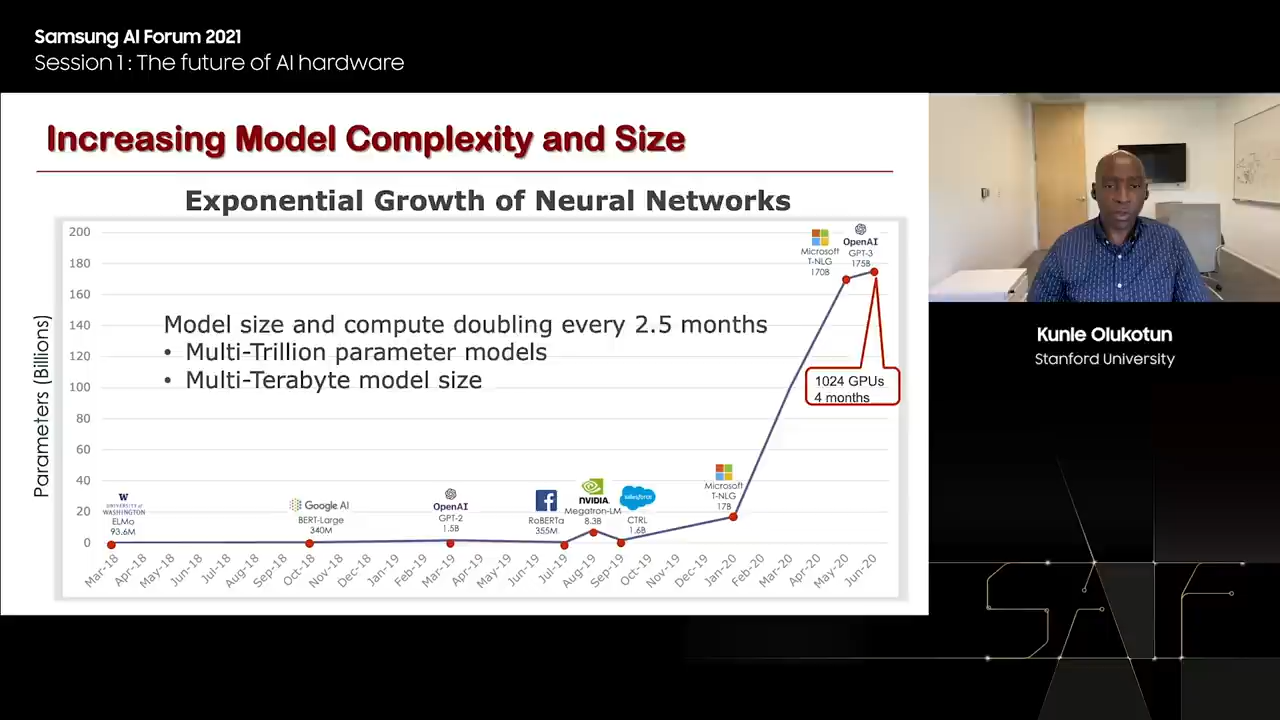 Samsung AI Forum 2021
Session 1 : The future of AI hardware
Increasing Model Complexity and Size
Exponential Growth of Neural Networks
Parameters (Billions)
200
180
160
140
120
100
80
60
40
20
0
Model size and compute doubling every 2.5 months
• Multi-Trillion parameter models
• Multi-Terabyte model size
W
UNIVERSITY of
WASHINGTON
ELMo
93.6M
Google AI
BERT-Large
340M
OpenAI
GPT-2
1.5B
RoBERTa
355M
NVIDIA.
Megatron-LM
8.3B
salesforce
CTRL
1.6B
Microsoft
T-NLG
17B
Microsoft
T-NLG
170B
OpenAI
GPT-3
175B
1024 GPUs
4 months
Mar-18
Apr-18
May-18
Jun-18
Jul-18
Aug-18
Sep-18
Oct-18
Nov-18
Dec-18
Jan-19
Feb-19
Mar-19
Apr-19
May-19
Jun-19
Jul-19
Aug-19
Sep-19
Oct-19
Nov-19
Dec-19
Jan-20
Feb-20
Mar-20
Apr-20
May-20
Jun-20
Kunle Olukotun
Stanford University
SAIF